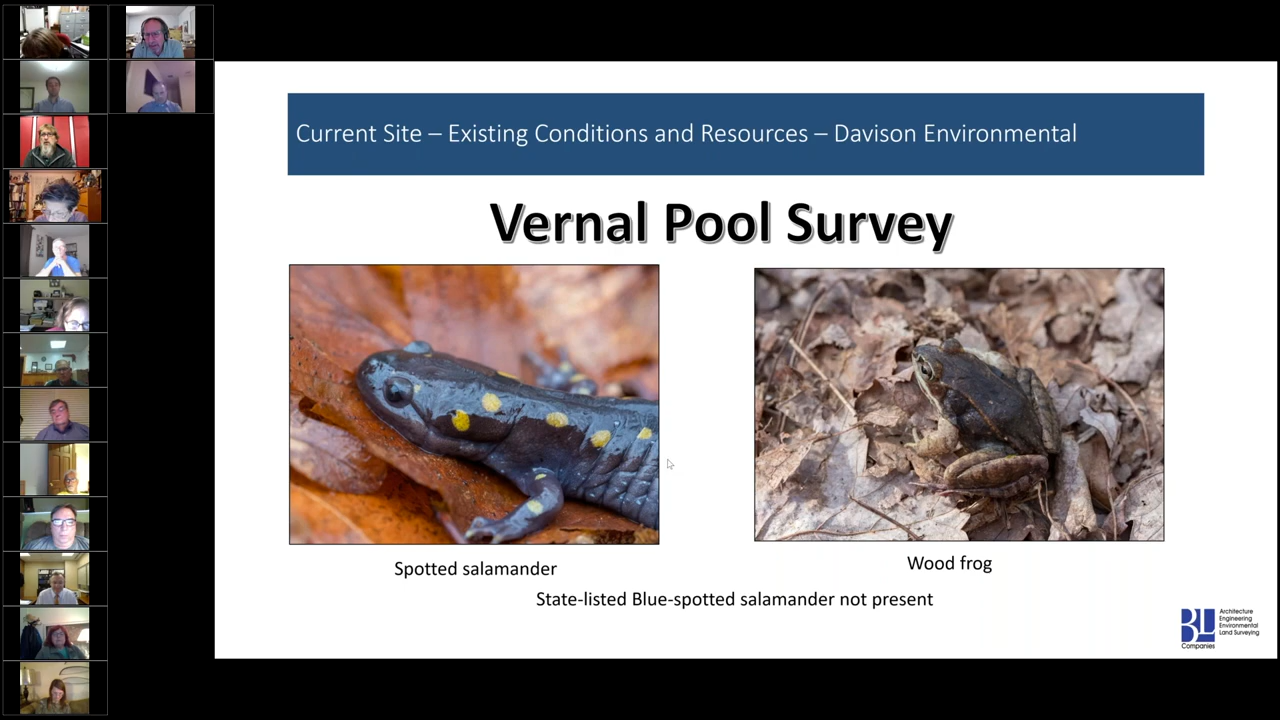 Current Site – Existing Conditions and Resources – Davison Environmental
Vernal Pool Survey
Spotted salamander
Wood frog
State-listed Blue-spotted salamander not present
BL
Companies
Architecture
Engineering
Environmental
Land Surveying